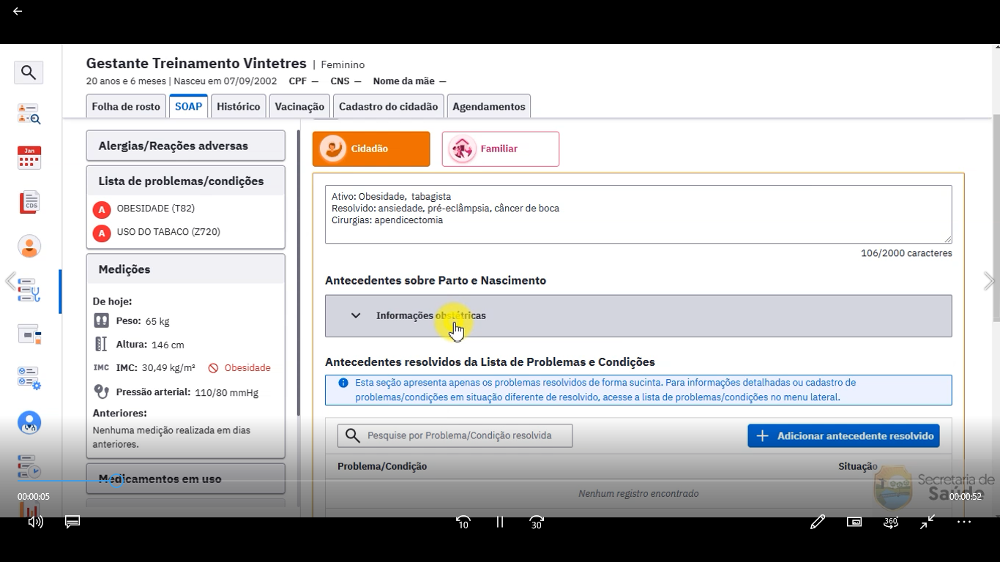 Gestante Treinamento Vintetres | Feminino
20 anos e 6 meses | Nasceu em 07/09/2002 CPF — CNS — Nome da mãe —
Folha de rosto SOAP Histórico Vacinação Cadastro do cidadão Agendamentos
Jan
CDS
Alergias/Reações adversas
Lista de problemas/condições
A OBESIDADE (T82)
A USO DO TABACO (Z720)
Medições
De hoje:
Peso: 65 kg
Altura: 146 cm
IMC IMC: 30,49 kg/m² Obesidade
Pressão arterial: 110/80 mmHg
Anteriores:
Nenhuma medição realizada em dias
anteriores.
Medicamentos em uso
Cidadão Familiar
Ativo: Obesidade, tabagista
Resolvido: ansiedade, pré-eclâmpsia, câncer de boca
Cirurgias: apendicectomia
106/2000 caracteres
Antecedentes sobre Parto e Nascimento
Informações obstétricas
Antecedentes resolvidos da Lista de Problemas e Condições
Esta seção apresenta apenas os problemas resolvidos de forma sucinta. Para informações detalhadas ou cadastro de
problemas/condições em situação diferente de resolvido, acesse a lista de problemas/condições no menu lateral.
Pesquise por Problema/Condição resolvida
+ Adicionar antecedente resolvido
Problema/Condição Situação
Nenhum registro encontrado
Secretaria de
Saúde
00:00:05 00:00:52
10 30 360